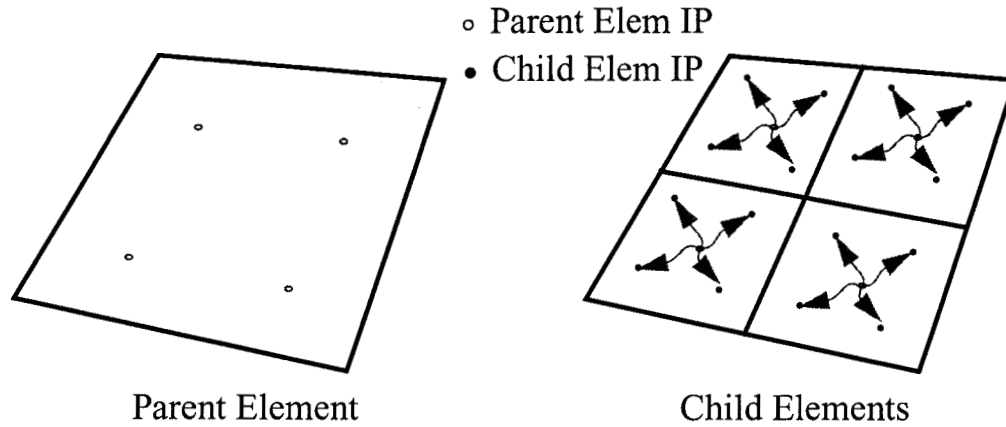 Parent Elem IP
Child Elem IP
Parent Element
Child Elements